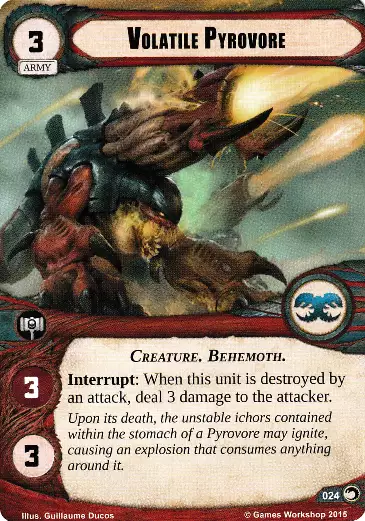 3
ARMY
VOLATILE PYROVORE
CREATURE. BEHEMOTH.
3
Interrupt: When this unit is destroyed by
an attack, deal 3 damage to the attacker.
Upon its death, the unstable ichors contained
within the stomach of a Pyrovore may ignite,
causing an explosion that consumes anything
around it.
3
024
Illus. Guillaume Ducos
© Games Workshop 2015